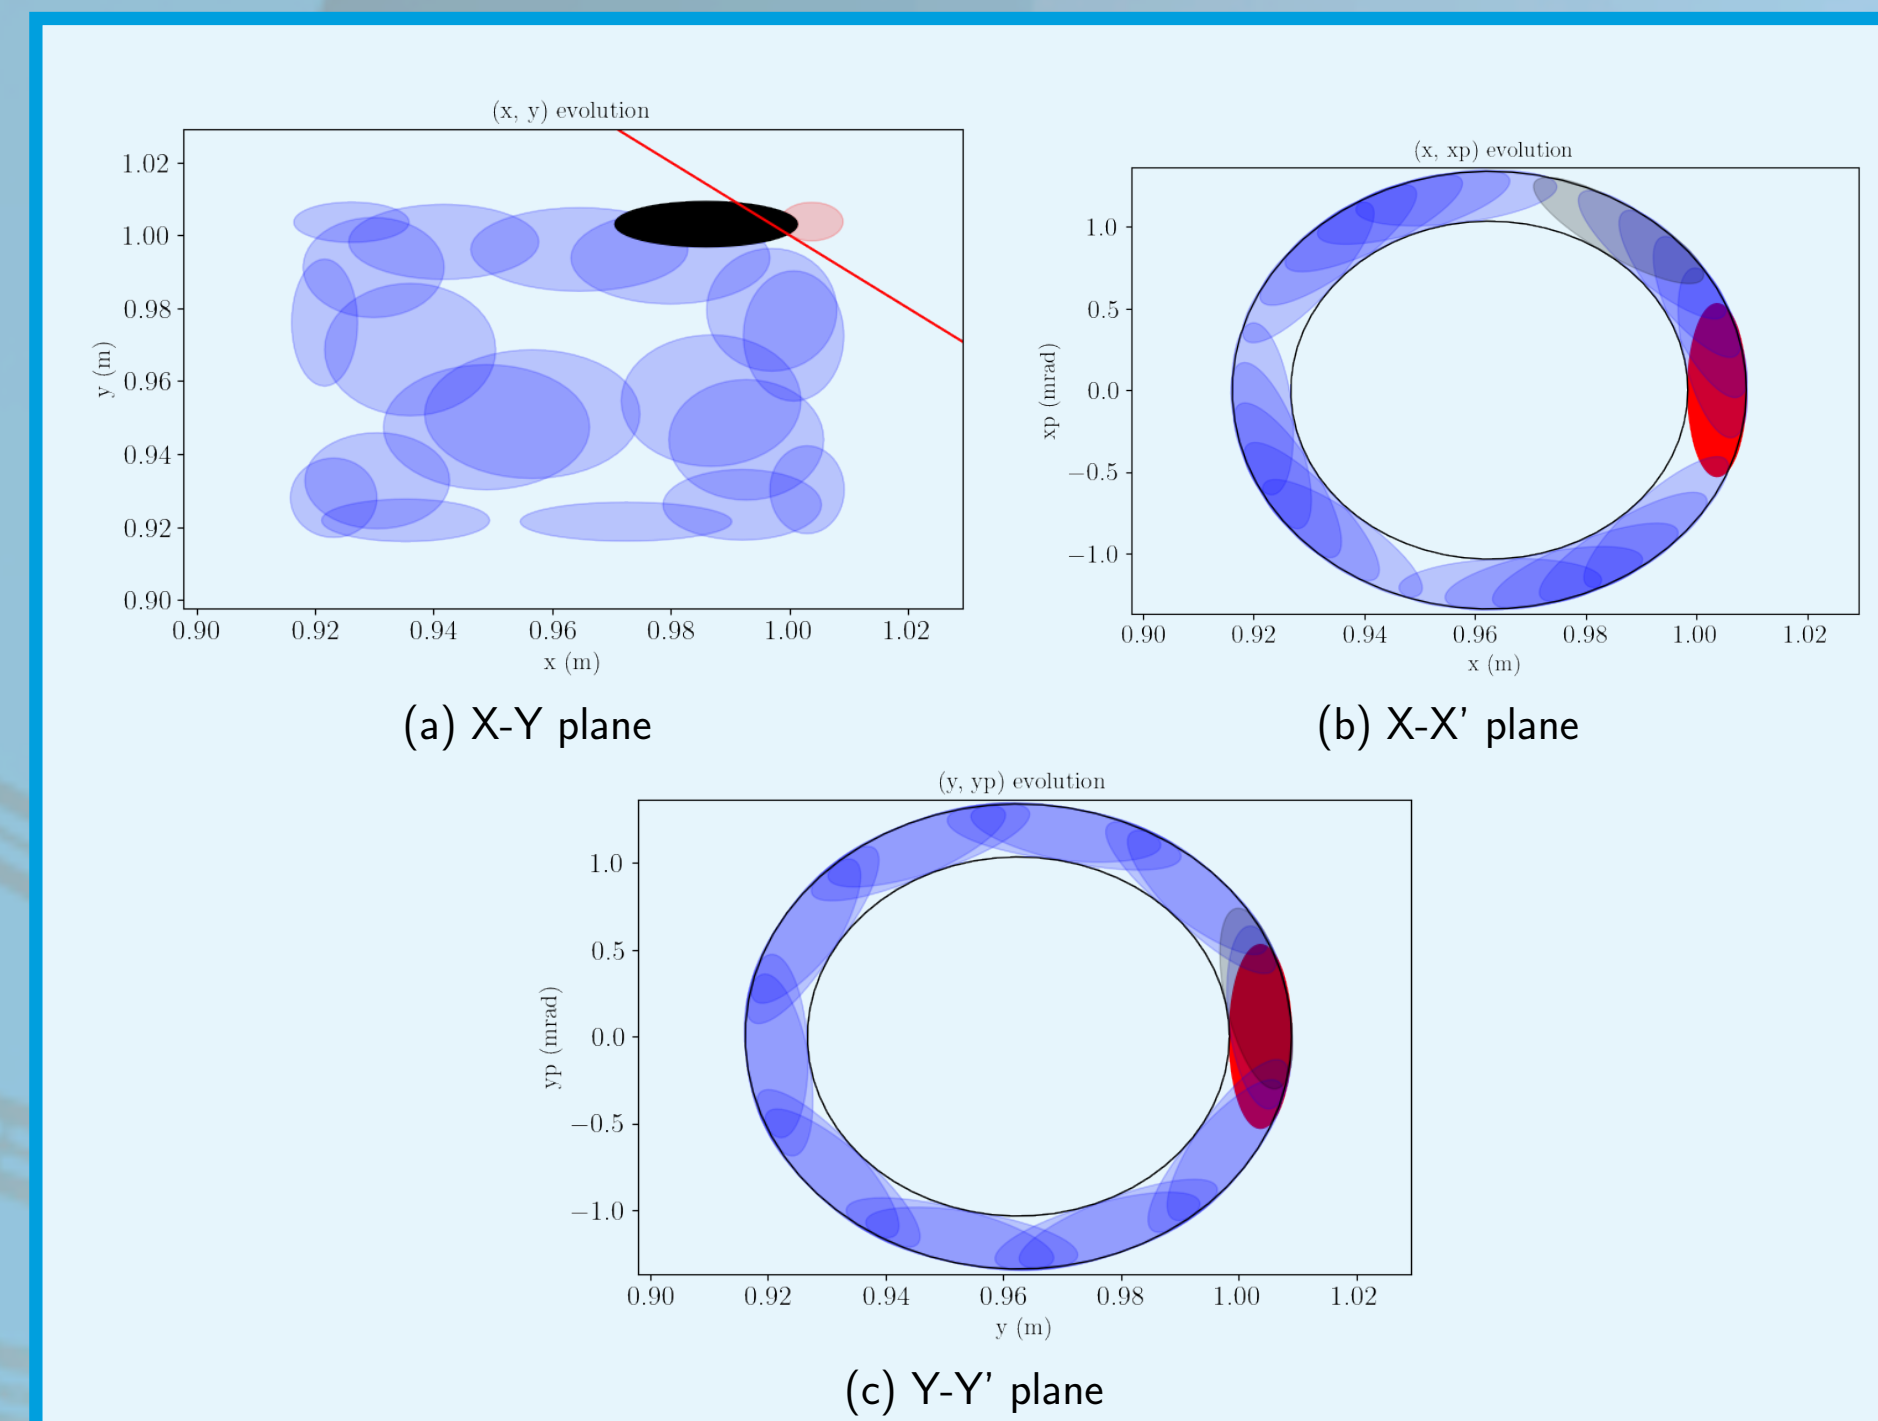 (x, y) evolution
1.02
1.00
0.98
0.96
0.94
0.92
0.90
y (m)
0.90 0.92 0.94 0.96 0.98 1.00 1.02
x (m)
(a) X-Y plane
(x, xp) evolution
1.0
0.5
0.0
−0.5
−1.0
xp (mrad)
0.90 0.92 0.94 0.96 0.98 1.00 1.02
x (m)
(b) X-X’ plane
(y, yp) evolution
1.0
0.5
0.0
−0.5
−1.0
yp (mrad)
0.90 0.92 0.94 0.96 0.98 1.00 1.02
y (m)
(c) Y-Y’ plane